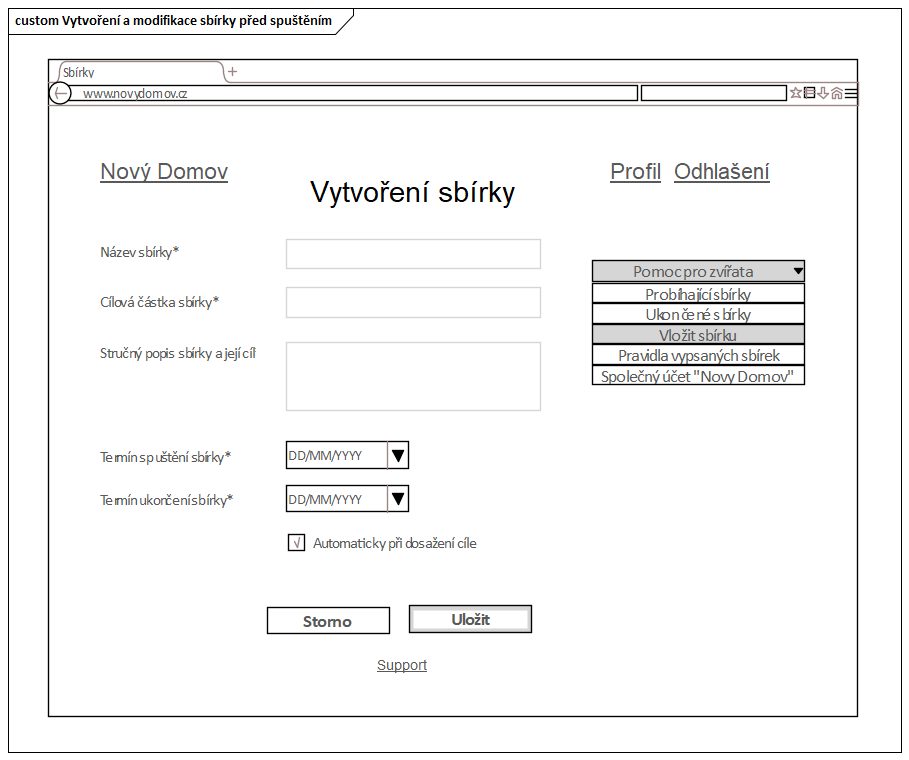 custom Vytvoření a modifikace sbírky před spuštěním
Sbírky
www.novydomov.cz
Nový Domov
Profil Odhlašení
Vytvoření sbírky
Název sbírky*
Cílová částka sbírky*
Stručný popis sbírky a její cíl
Termín spuštění sbírky*
DD/MM/YYYY
Termín ukončení sbírky*
DD/MM/YYYY
√ Automaticky při dosažení cíle
Pomoc pro zvířata
Probíhající sbírky
Ukončené sbírky
Vložit sbírku
Pravidla vypsaných sbírek
Společný účet "Novy Domov"
Storno
Uložit
Support